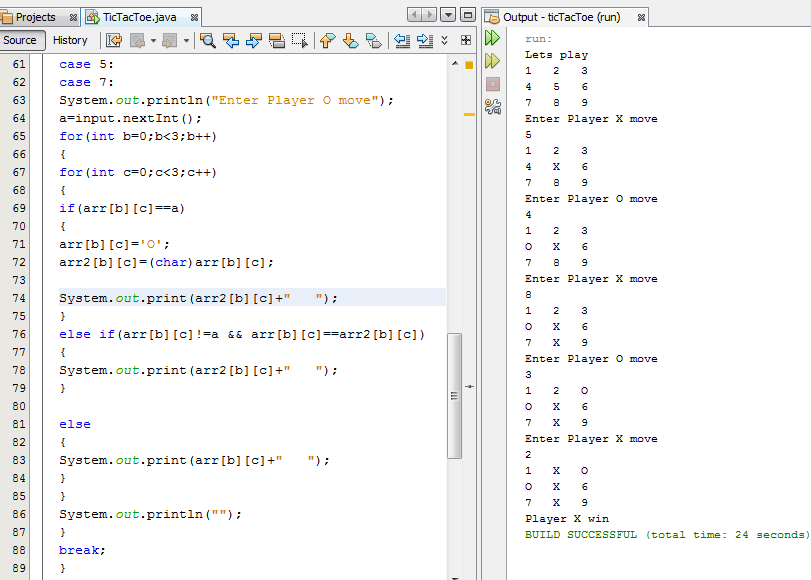 Projects TicTacToe.java
Source History
61 case 5:
62 case 7:
63 System.out.println("Enter Player O move");
64 a=input.nextInt();
65 for(int b=0;b<3;b++)
66 {
67 for(int c=0;c<3;c++)
68 {
69 if(arr[b][c]==a)
70 {
71 arr[b][c]='O';
72 arr2[b][c]=(char)arr[b][c];
73
74 System.out.print(arr2[b][c]+"   ");
75 }
76 else if(arr[b][c]!=a && arr[b][c]==arr2[b][c])
77 {
78 System.out.print(arr2[b][c]+"   ");
79 }
80
81 else
82 {
83 System.out.print(arr[b][c]+"   ");
84 }
85 }
86 System.out.println("");
87 }
88 break;
89 }
Output - ticTacToe (run)
run:
Lets play
1 2 3
4 5 6
7 8 9
Enter Player X move
5
1 2 3
4 X 6
7 8 9
Enter Player O move
4
1 2 3
O X 6
7 8 9
Enter Player X move
8
1 2 3
O X 6
7 X 9
Enter Player O move
3
1 2 O
O X 6
7 X 9
Enter Player X move
2
1 X O
O X 6
7 X 9
Player X win
BUILD SUCCESSFUL (total time: 24 seconds)